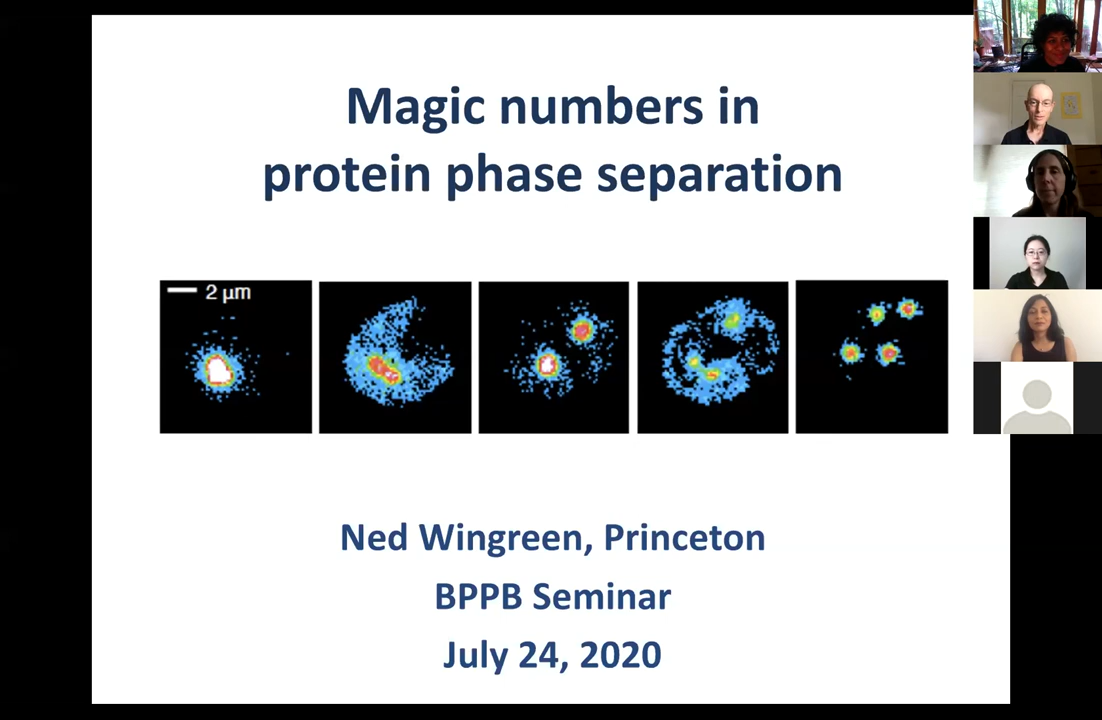 Magic numbers in
protein phase separation
2 μm
Ned Wingreen, Princeton
BPPB Seminar
July 24, 2020